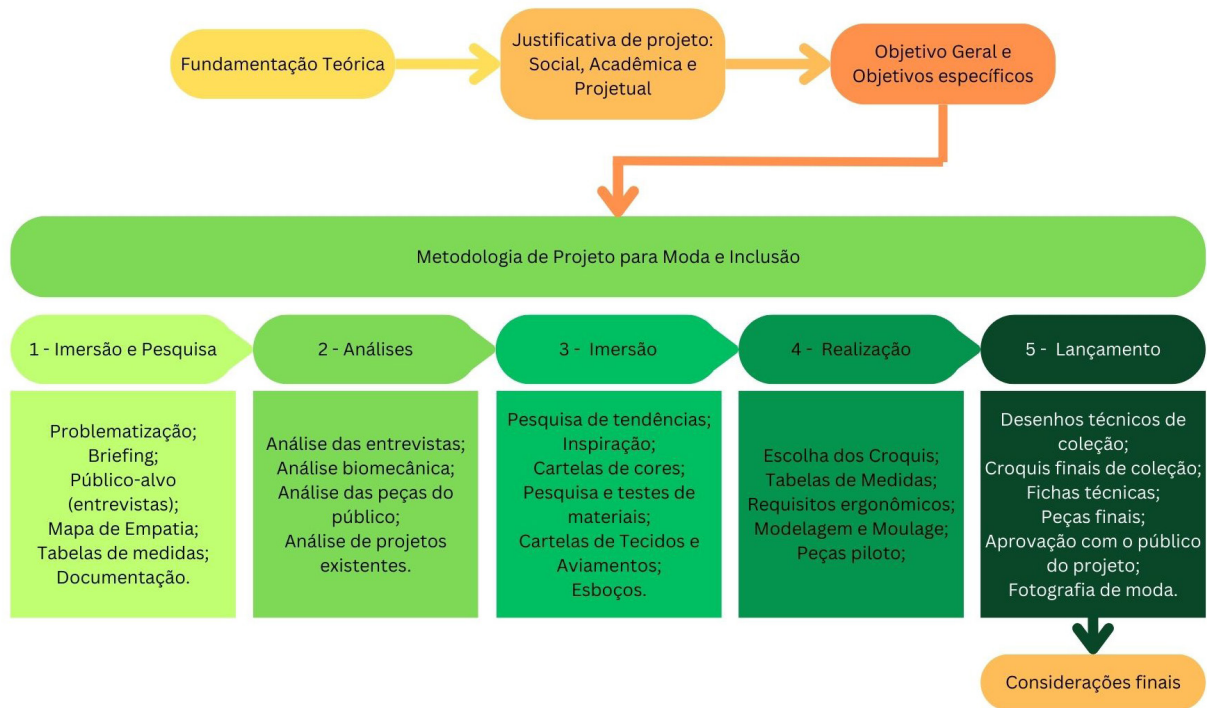 Fundamentação Teórica
Justificativa de projeto:
Social, Acadêmica e
Projetual
Objetivo Geral e
Objetivos específicos
Metodologia de Projeto para Moda e Inclusão
1 - Imersão e Pesquisa
Problematização;
Briefing;
Público-alvo
(entrevistas);
Mapa de Empatia;
Tabelas de medidas;
Documentação.
2 - Análises
Análise das entrevistas;
Análise biomecânica;
Análise das peças do
público;
Análise de projetos
existentes.
3 - Imersão
Pesquisa de tendências;
Inspiração;
Cartelas de cores;
Pesquisa e testes de
materiais;
Cartelas de Tecidos e
Aviamentos;
Esboços.
4 - Realização
Escolha dos Croquis;
Tabelas de Medidas;
Requisitos ergonômicos;
Modelagem e Moulage;
Peças piloto;
5 - Lançamento
Desenhos técnicos de
coleção;
Croquis finais de coleção;
Fichas técnicas;
Peças finais;
Aprovação com o público
do projeto;
Fotografia de moda.
Considerações finais